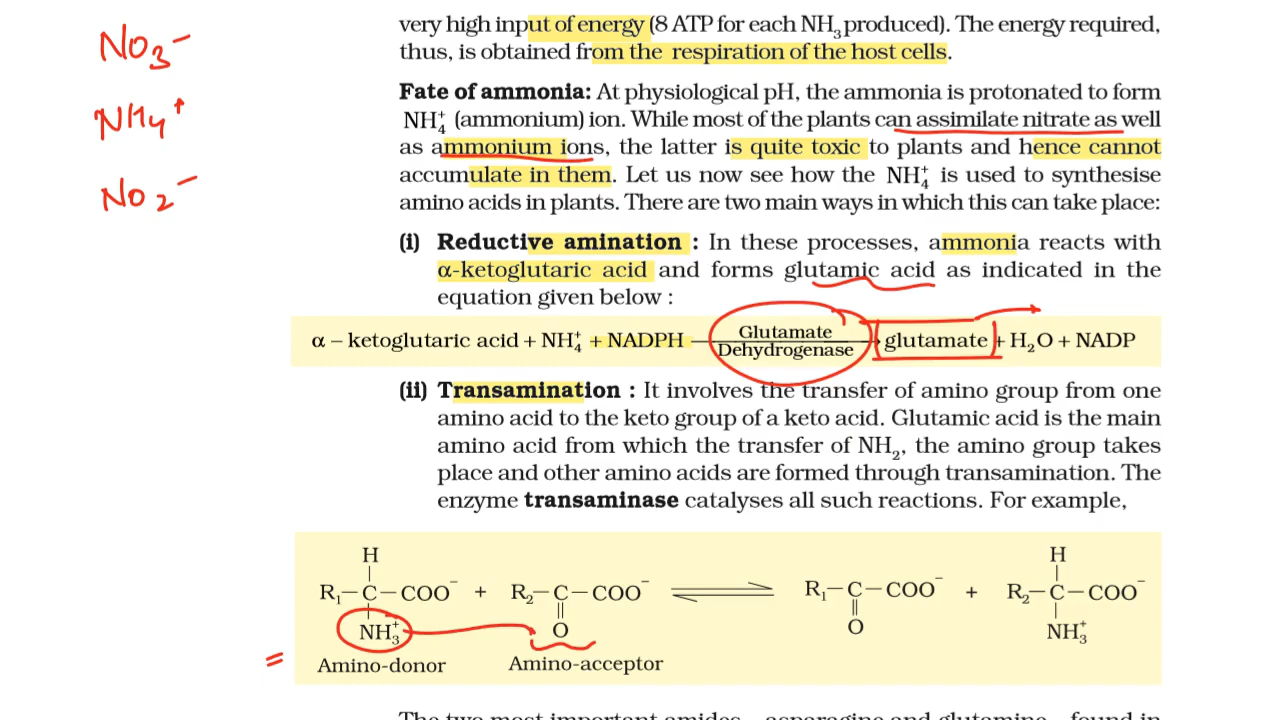 NO3⁻
NH4⁺
NO2⁻
very high input of energy (8 ATP for each NH₃ produced). The energy required,
thus, is obtained from the respiration of the host cells.
Fate of ammonia: At physiological pH, the ammonia is protonated to form
NH₄⁺ (ammonium) ion. While most of the plants can assimilate nitrate as well
as ammonium ions, the latter is quite toxic to plants and hence cannot
accumulate in them. Let us now see how the NH₄⁺ is used to synthesise
amino acids in plants. There are two main ways in which this can take place:
(i) Reductive amination : In these processes, ammonia reacts with
α-ketoglutaric acid and forms glutamic acid as indicated in the
equation given below :
α – ketoglutaric acid + NH₄⁺ + NADPH Glutamate Dehydrogenase → glutamate + H₂O + NADP
(ii) Transamination : It involves the transfer of amino group from one
amino acid to the keto group of a keto acid. Glutamic acid is the main
amino acid from which the transfer of NH₂, the amino group takes
place and other amino acids are formed through transamination. The
enzyme transaminase catalyses all such reactions. For example,
H H
R₁–C–COO⁻ + R₂–C–COO⁻ ⇌ R₁–C–COO⁻ + R₂–C–COO⁻
NH₃⁺ O O NH₃⁺
= Amino-donor Amino-acceptor
The two most important amides – asparagine and glutamine – found in